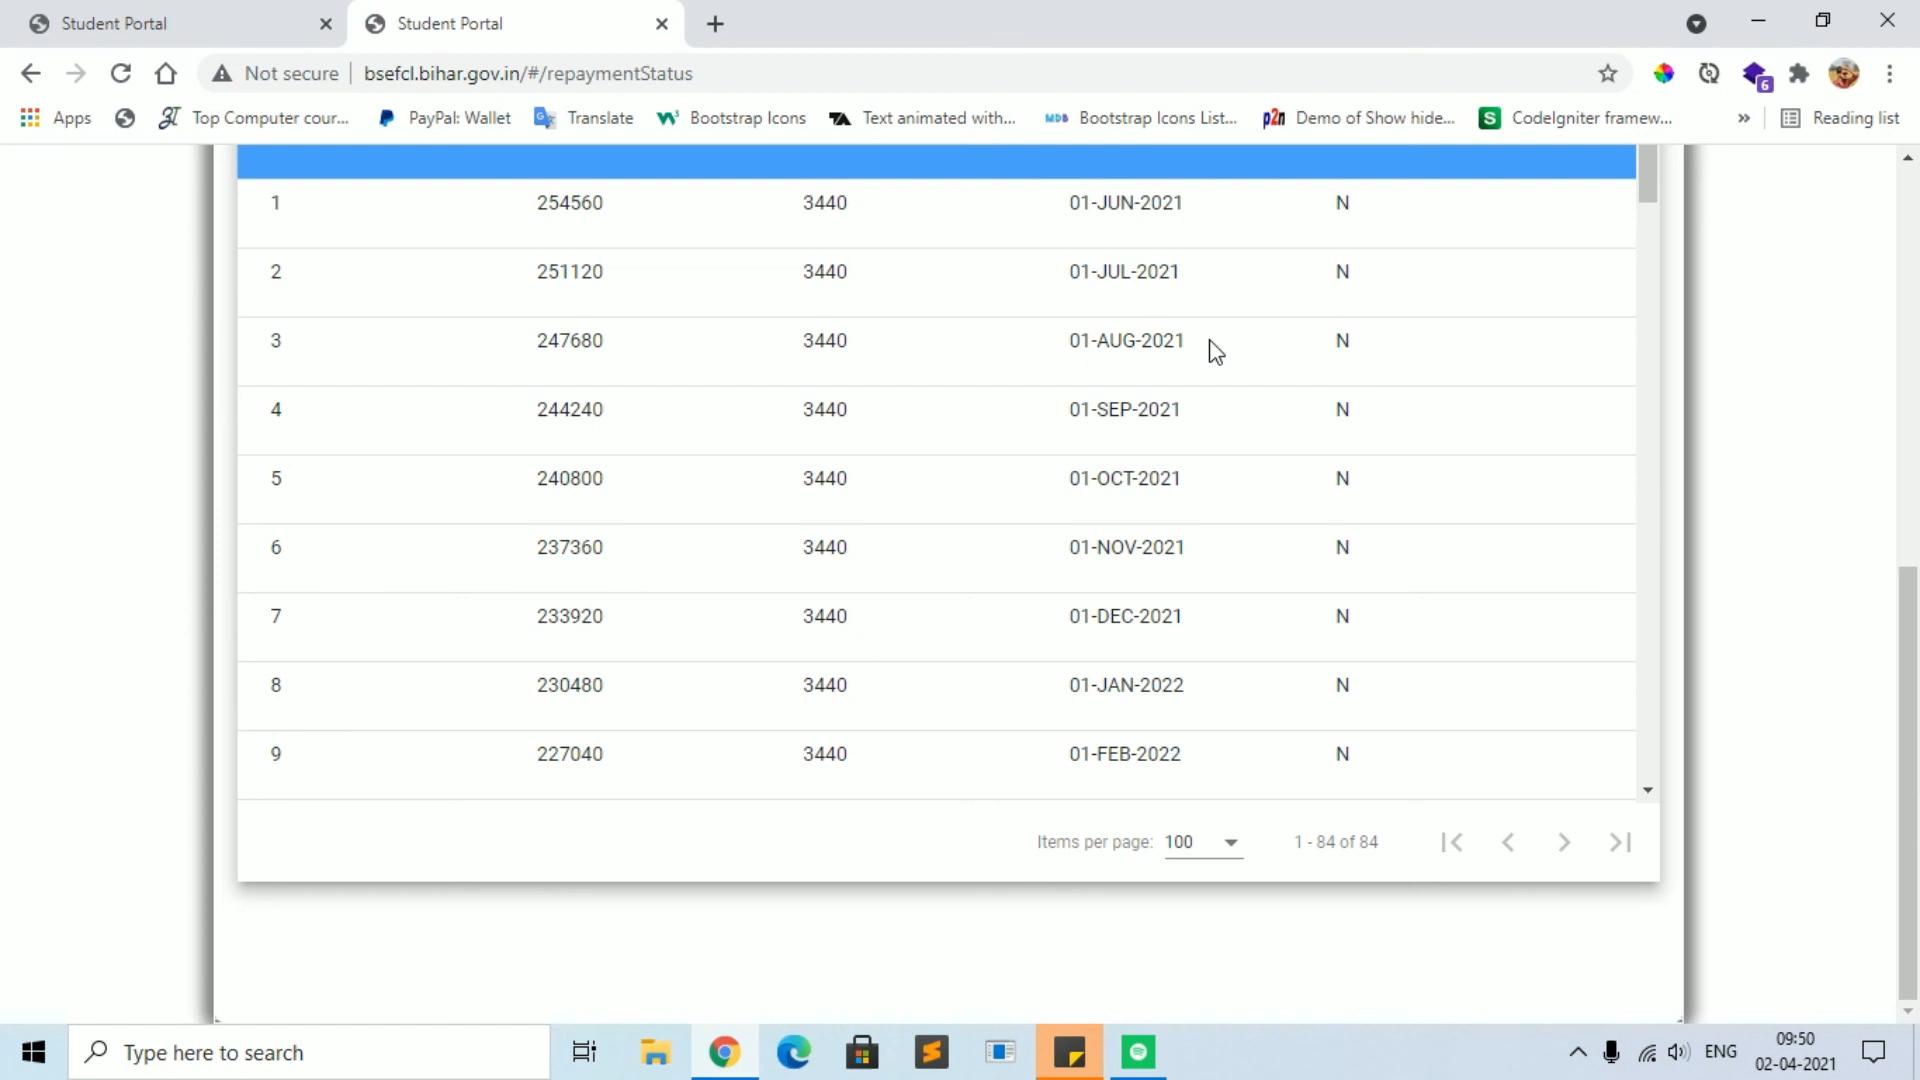 Student Portal
Student Portal
Not secure
bsefcl.bihar.gov.in/#/repaymentStatus
6
Apps
Top Computer cour...
PayPal: Wallet
Translate
Bootstrap Icons
Text animated with...
MDB
Bootstrap Icons List...
p2n
Demo of Show hide...
S
CodeIgniter framew...
»
Reading list
1 254560 3440 01-JUN-2021 N
2 251120 3440 01-JUL-2021 N
3 247680 3440 01-AUG-2021 N
4 244240 3440 01-SEP-2021 N
5 240800 3440 01-OCT-2021 N
6 237360 3440 01-NOV-2021 N
7 233920 3440 01-DEC-2021 N
8 230480 3440 01-JAN-2022 N
9 227040 3440 01-FEB-2022 N
Items per page: 100 1 - 84 of 84
Type here to search
ENG
09:50
02-04-2021